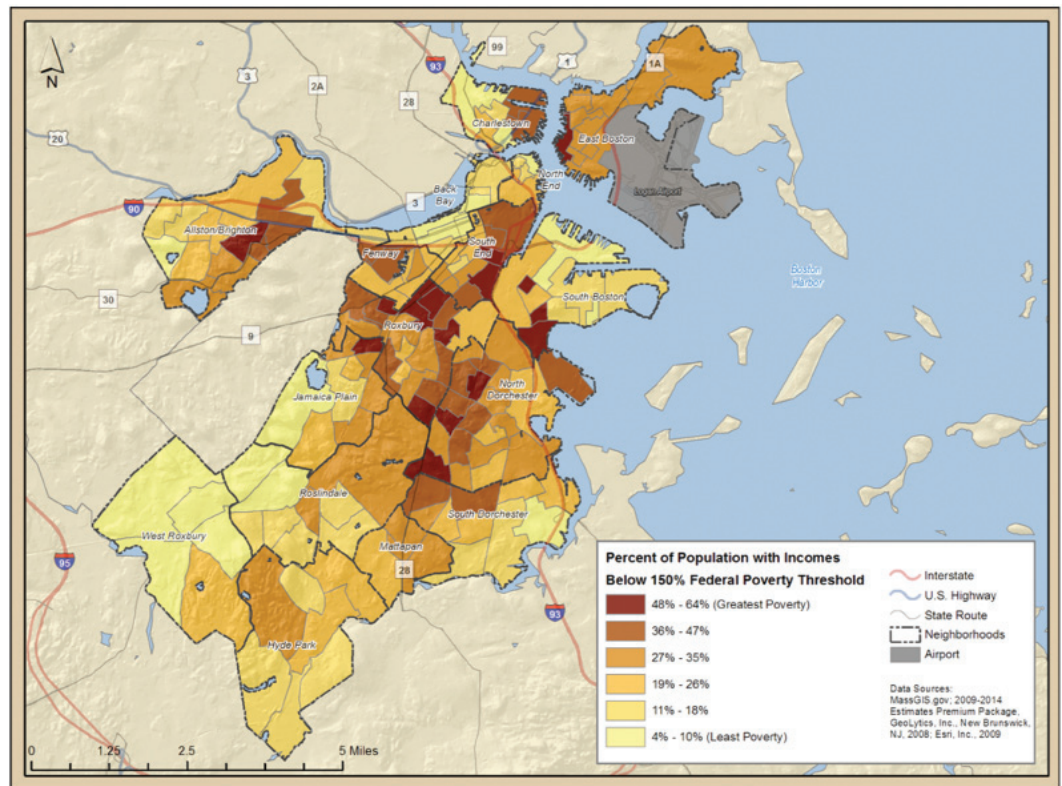 99
93
1
1A
3
2A
28
N
20
Charlestown
East Boston
Logan Airport
North
End
Back
Bay
3
90
Allston/Brighton
Fenway
South
End
Boston
Harbor
30
South Boston
9
Roxbury
North
Dorchester
Jamaica Plain
Roslindale
South Dorchester
West Roxbury
Mattapan
95
28
93
Hyde Park
Percent of Population with Incomes
Below 150% Federal Poverty Threshold
48% - 64% (Greatest Poverty)
36% - 47%
27% - 35%
19% - 26%
11% - 18%
4% - 10% (Least Poverty)
Interstate
U.S. Highway
State Route
Neighborhoods
Airport
Data Sources:
MassGIS.gov; 2009-2014
Estimates Premium Package,
GeoLytics, Inc., New Brunswick,
NJ, 2008; Esri, Inc., 2009
0 1.25 2.5 5 Miles